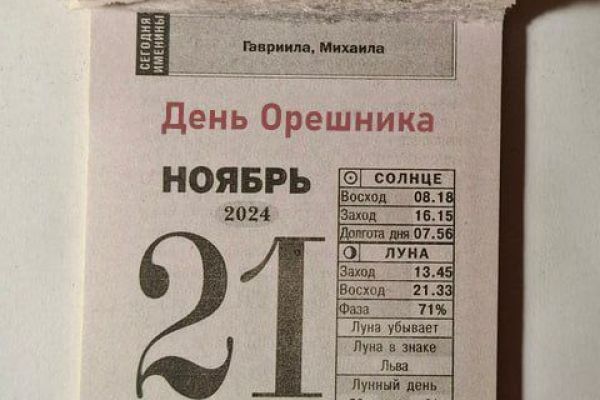 СЕГОДНЯ
ИМЕНИНЫ
Гавриила, Михаила
День Орешника
НОЯБРЬ
2024
21
СОЛНЦЕ
Восход 08.18
Заход 16.15
Долгота дня 07.56
ЛУНА
Заход 13.45
Восход 21.33
Фаза 71%
Луна убывает
Луна в знаке
Льва
Лунный день